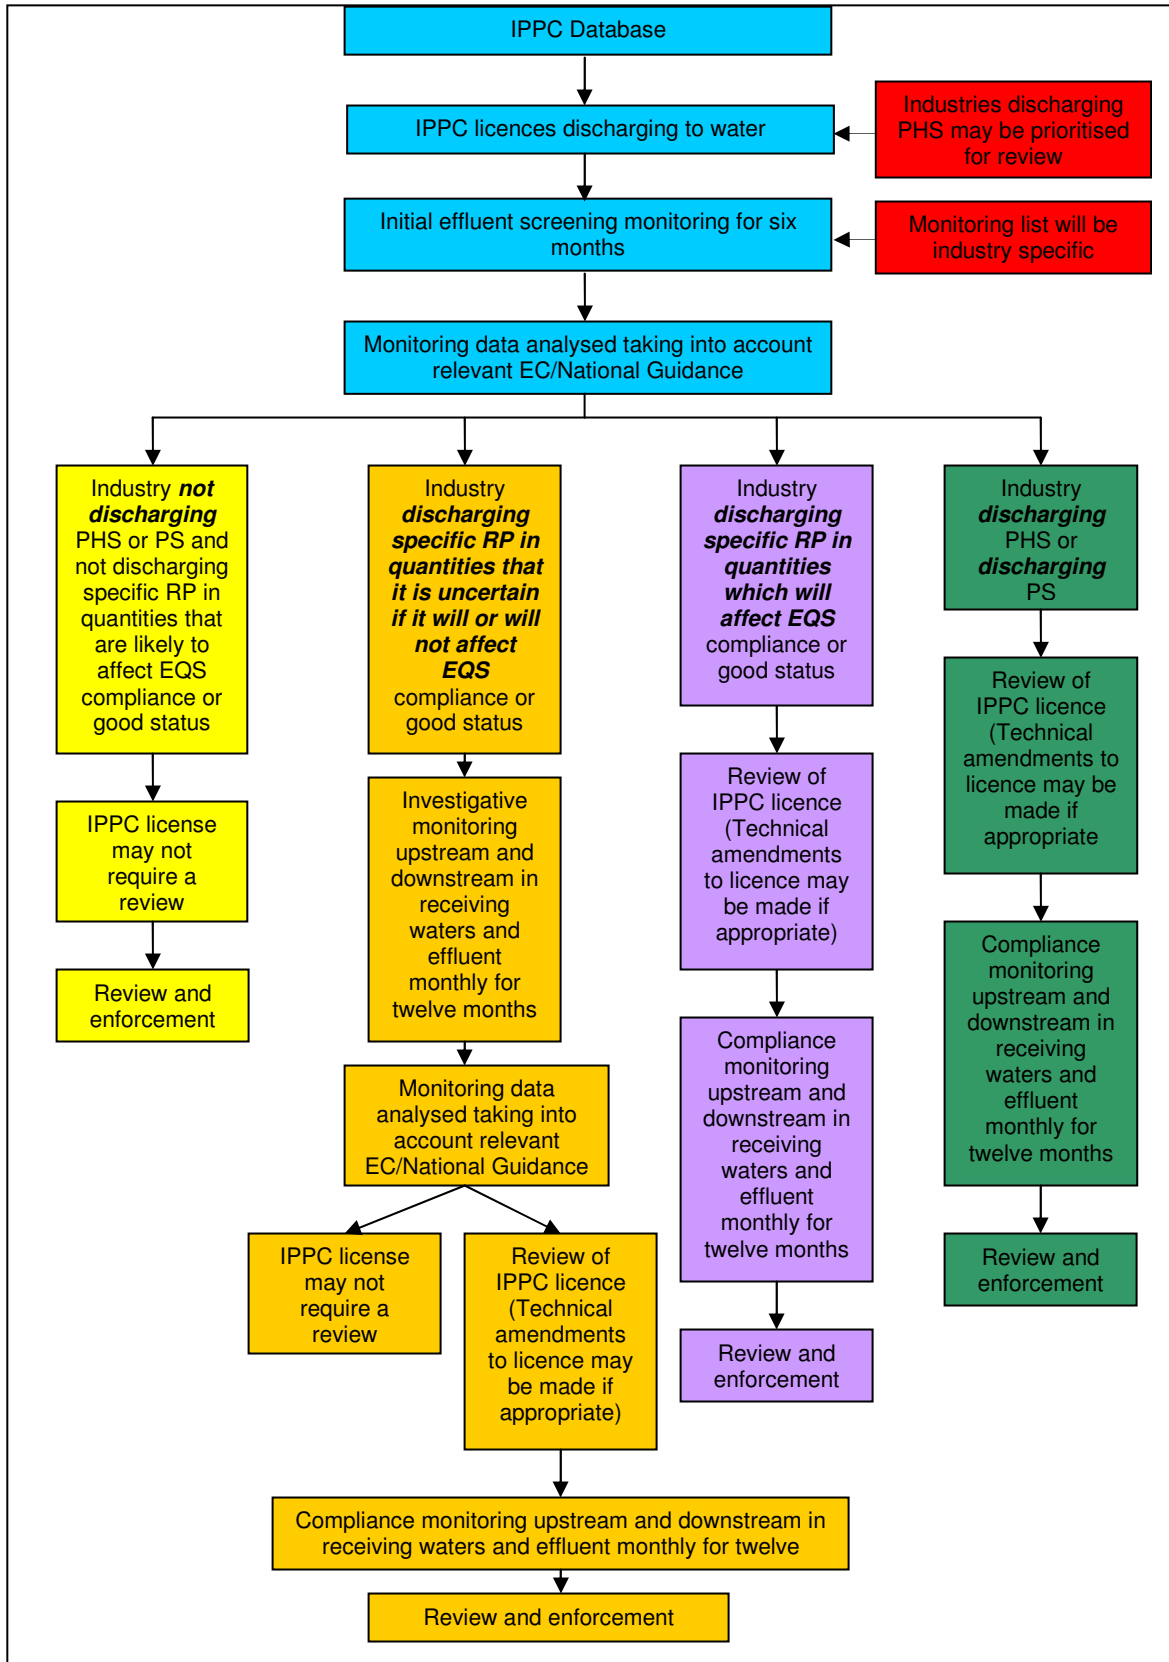 IPPC Database
IPPC licences discharging to water
Industries discharging
PHS may be prioritised
for review
Initial effluent screening monitoring for six
months
Monitoring list will be
industry specific
Monitoring data analysed taking into account
relevant EC/National Guidance
Industry not
discharging
PHS or PS and
not discharging
specific RP in
quantities that
are likely to
affect EQS
compliance or
good status
IPPC license
may not
require a
review
Review and
enforcement
Industry
discharging
specific RP in
quantities that
it is uncertain
if it will or will
not affect
EQS
compliance or
good status
Investigative
monitoring
upstream and
downstream in
receiving
waters and
effluent
monthly for
twelve months
Monitoring data
analysed taking into
account relevant
EC/National Guidance
IPPC license
may not
require a
review
Review of
IPPC licence
(Technical
amendments
to licence may
be made if
appropriate)
Compliance monitoring upstream and downstream in
receiving waters and effluent monthly for twelve
Review and enforcement
Industry
discharging
specific RP in
quantities
which will
affect EQS
compliance or
good status
Review of
IPPC licence
(Technical
amendments
to licence may
be made if
appropriate)
Compliance
monitoring
upstream and
downstream in
receiving
waters and
effluent
monthly for
twelve months
Review and
enforcement
Industry
discharging
PHS or
discharging
PS
Review of
IPPC licence
(Technical
amendments to
licence may be
made if
appropriate
Compliance
monitoring
upstream and
downstream in
receiving
waters and
effluent
monthly for
twelve months
Review and
enforcement